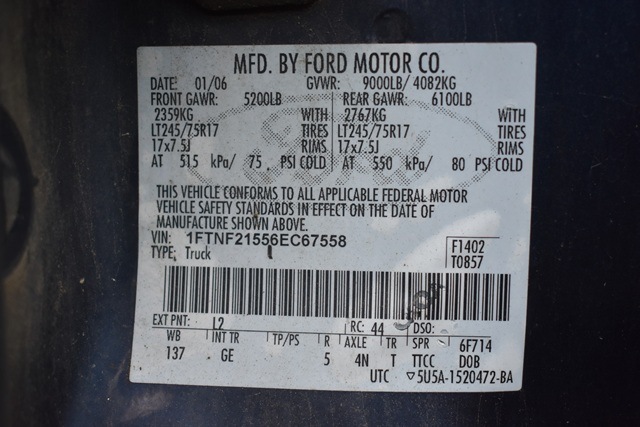 MFD. BY FORD MOTOR CO.
DATE: 01/06 GVWR: 9000LB/ 4082KG
FRONT GAWR: 5200LB REAR GAWR: 6100LB
2359KG WITH 2767KG WITH
LT245/75R17 TIRES LT245/75R17 TIRES
17x7.5J RIMS 17x7.5J RIMS
AT 515 kPa/ 75 PSI COLD AT 550 kPa/ 80 PSI COLD
THIS VEHICLE CONFORMS TO ALL APPLICABLE FEDERAL MOTOR
VEHICLE SAFETY STANDARDS IN EFFECT ON THE DATE OF
MANUFACTURE SHOWN ABOVE.
VIN: 1FTNF21556EC67558 F1402
TYPE: Truck T0857
EXT PNT: L2 RC: 44 DSO:
WB INT TR TP/PS R AXLE TR SPR 6F714
137 GE 5 4N T TTCC DOB
UTC ▽5U5A-1520472-BA